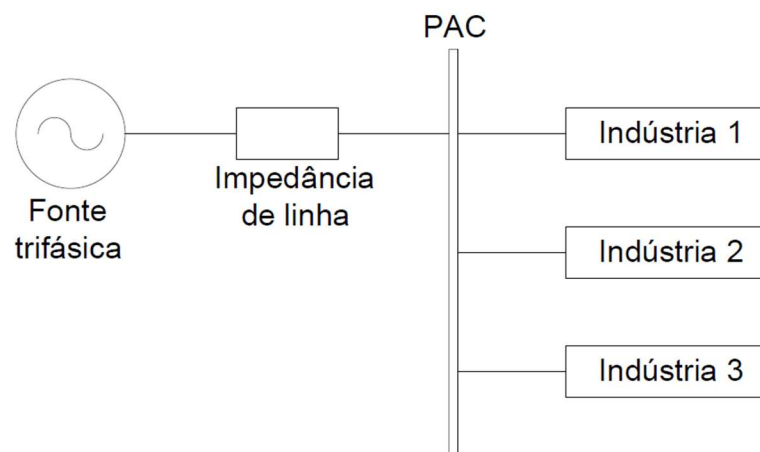 PAC
Fonte
trifásica
Impedância
de linha
Indústria 1
Indústria 2
Indústria 3